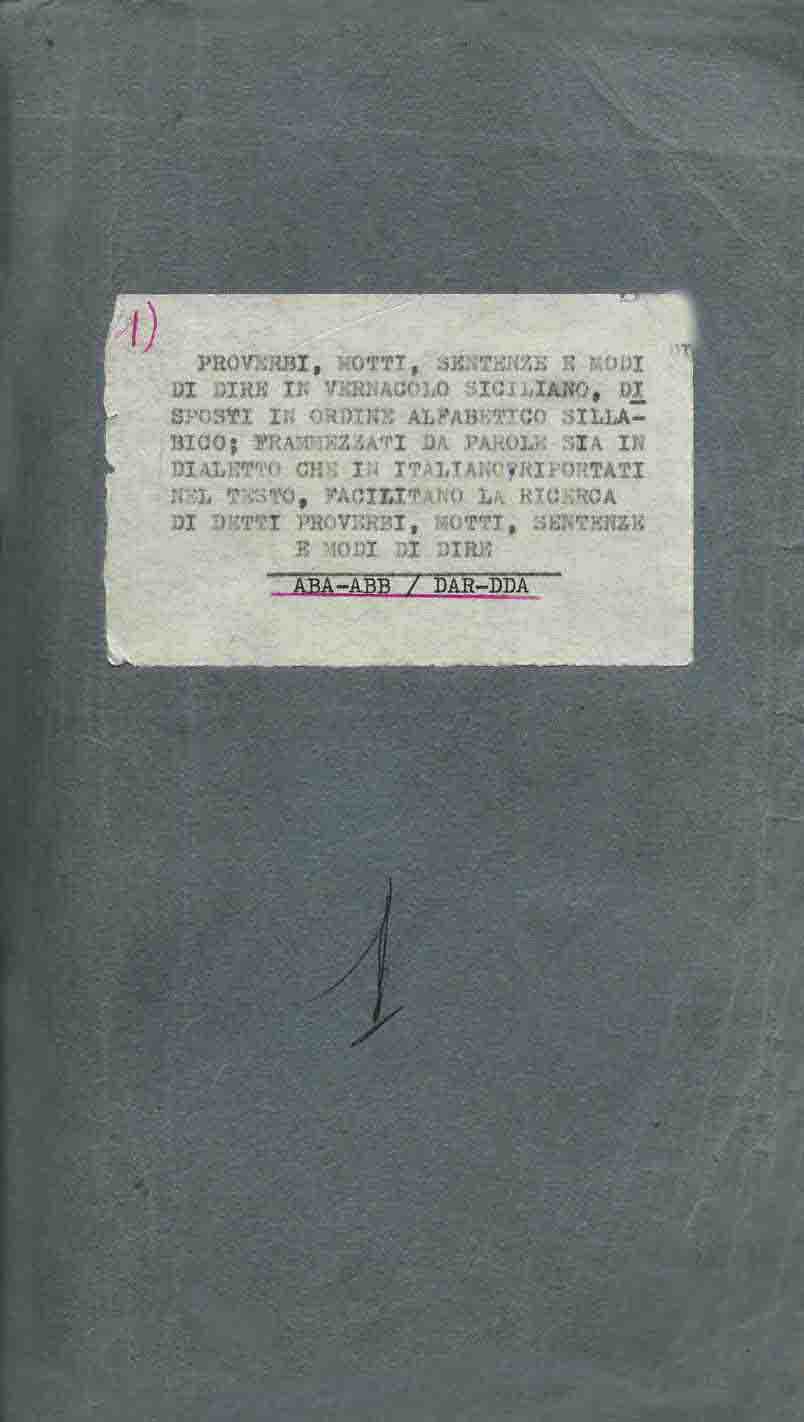 1)
PROVERBI, MOTTI, SENTENZE E MODI
DI DIRE IN VERNACOLO SICILIANO, DI
SPOSTI IN ORDINE ALFABETICO SILLA-
BICO; FRAMMEZZATI DA PAROLE SIA IN
DIALETTO CHE IN ITALIANO,RIPORTATI
NEL TESTO, FACILITANO LA RICERCA
DI DETTI PROVERBI, MOTTI, SENTENZE
E MODI DI DIRE
ABA-ABB / DAR-DDA
1